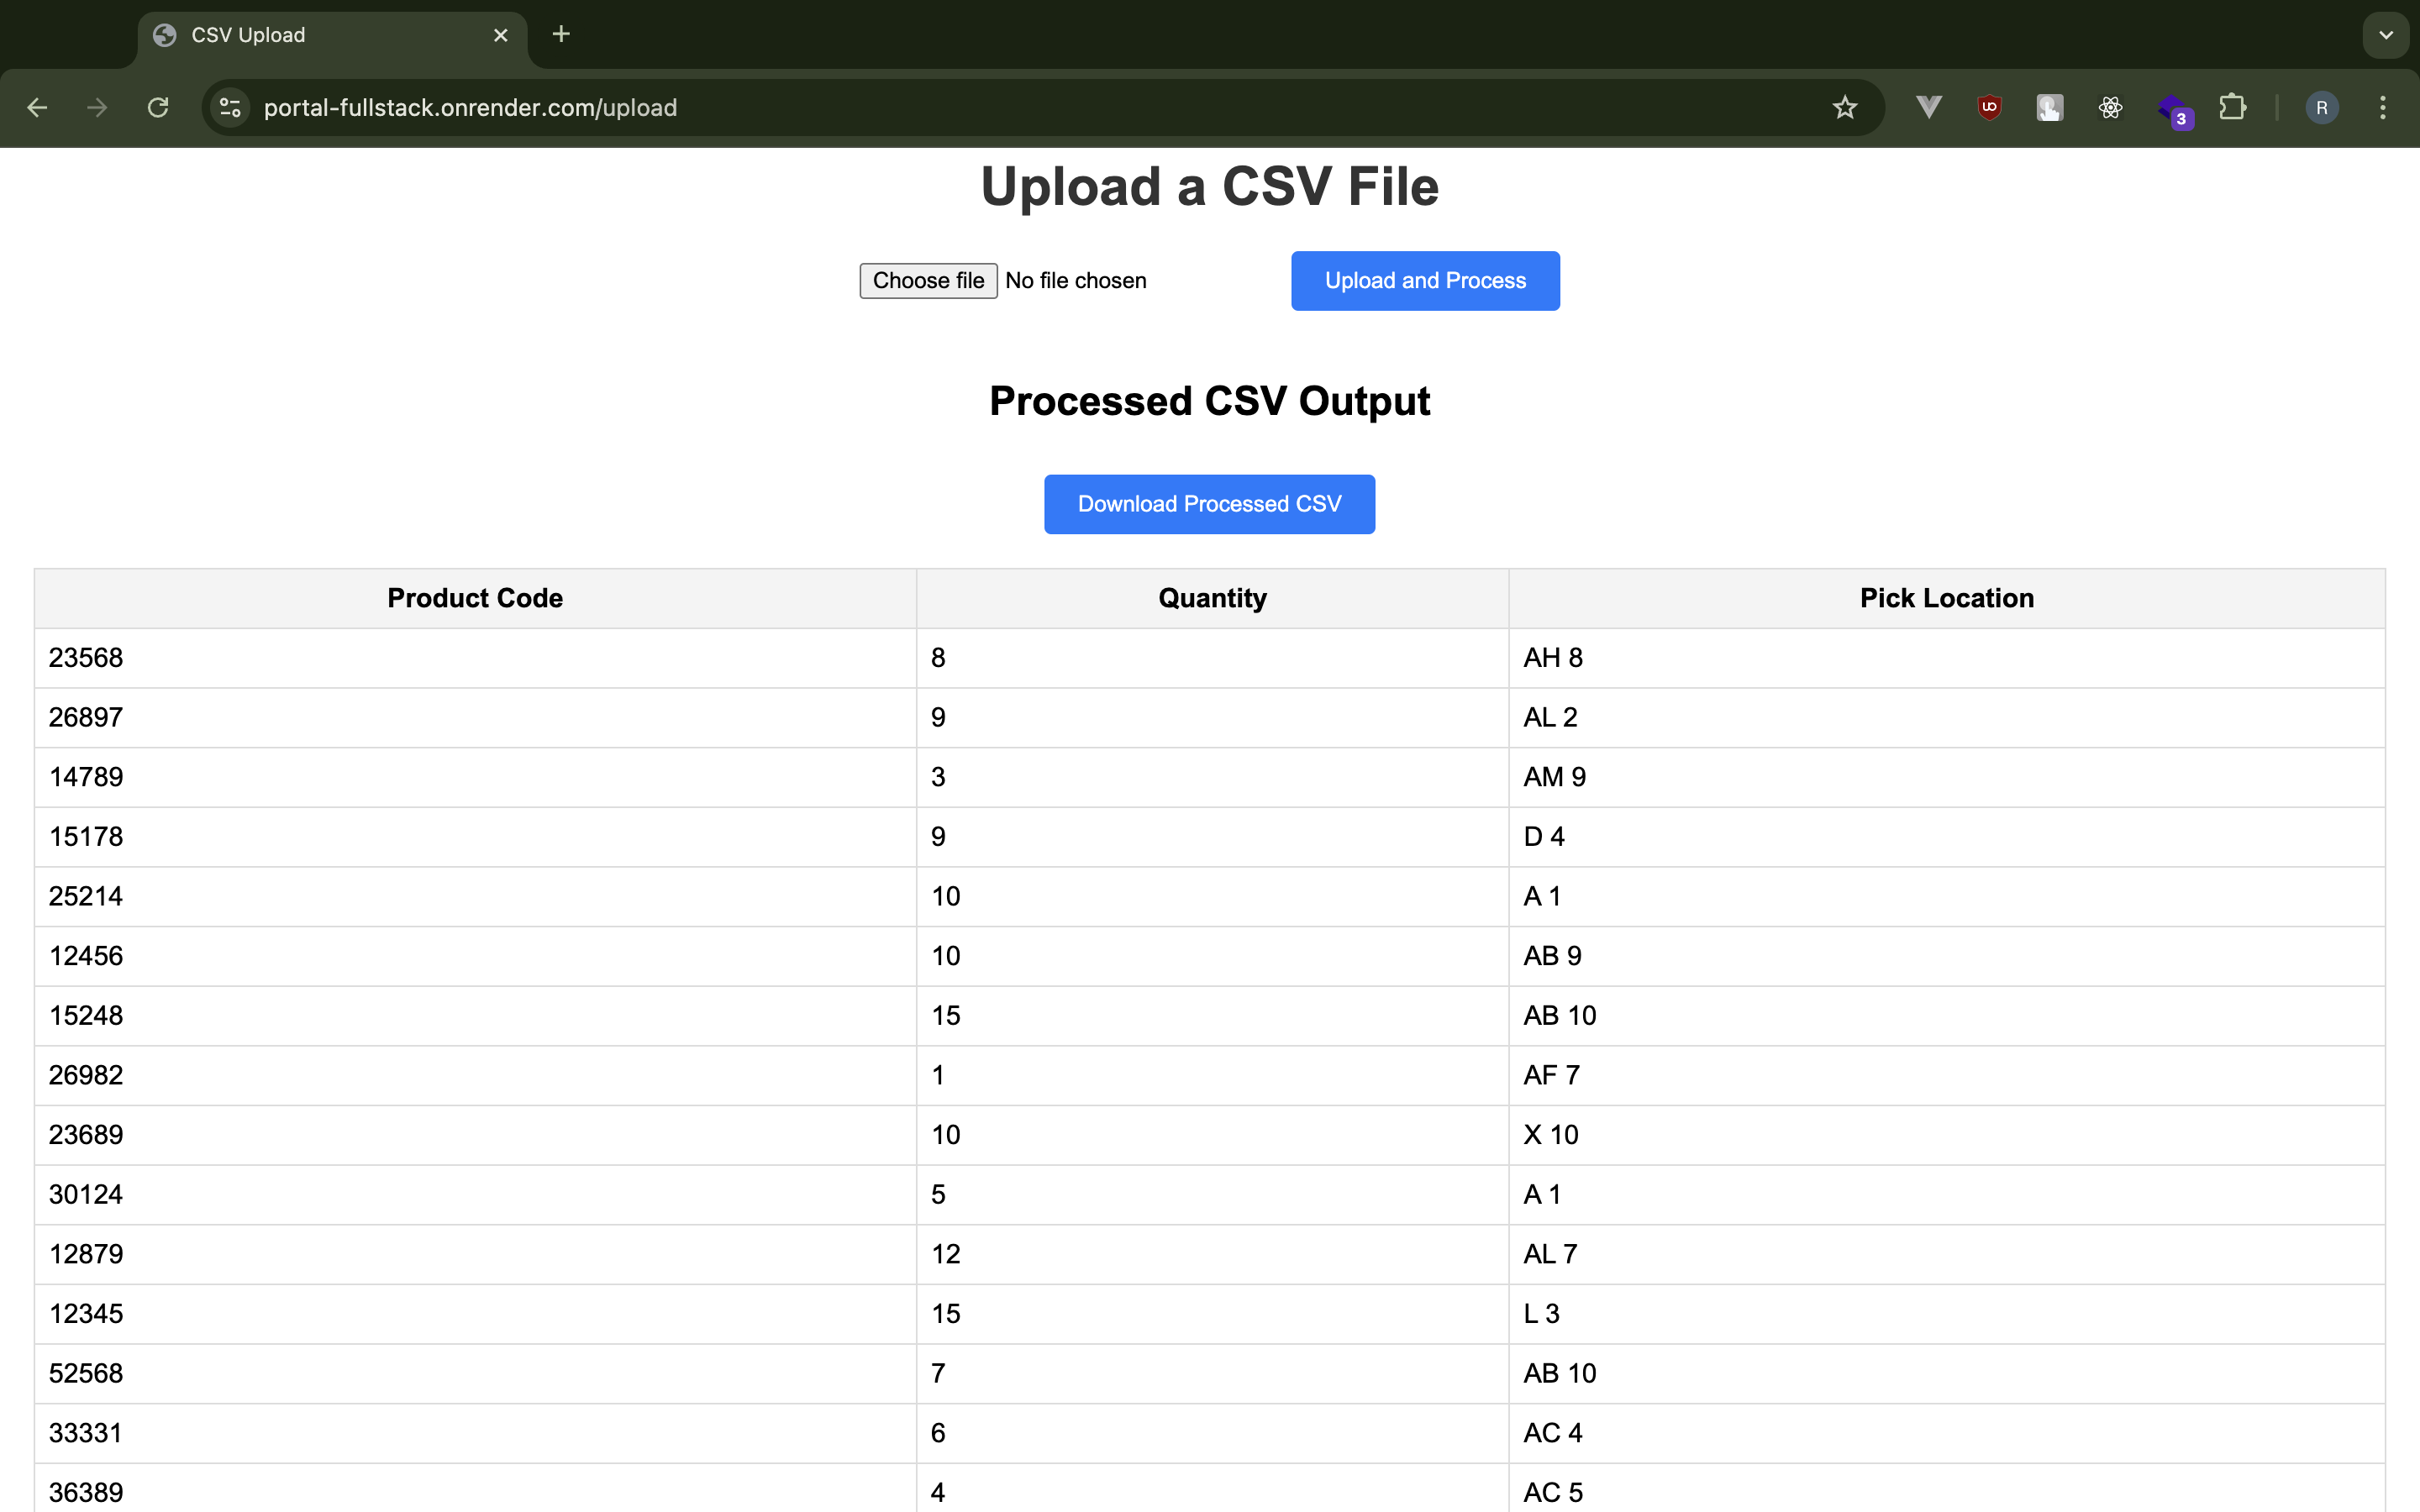 CSV Upload
portal-fullstack.onrender.com/upload
3
R
Upload a CSV File
Choose file No file chosen Upload and Process
Processed CSV Output
Download Processed CSV
Product Code Quantity Pick Location
23568 8 AH 8
26897 9 AL 2
14789 3 AM 9
15178 9 D 4
25214 10 A 1
12456 10 AB 9
15248 15 AB 10
26982 1 AF 7
23689 10 X 10
30124 5 A 1
12879 12 AL 7
12345 15 L 3
52568 7 AB 10
33331 6 AC 4
36389 4 AC 5